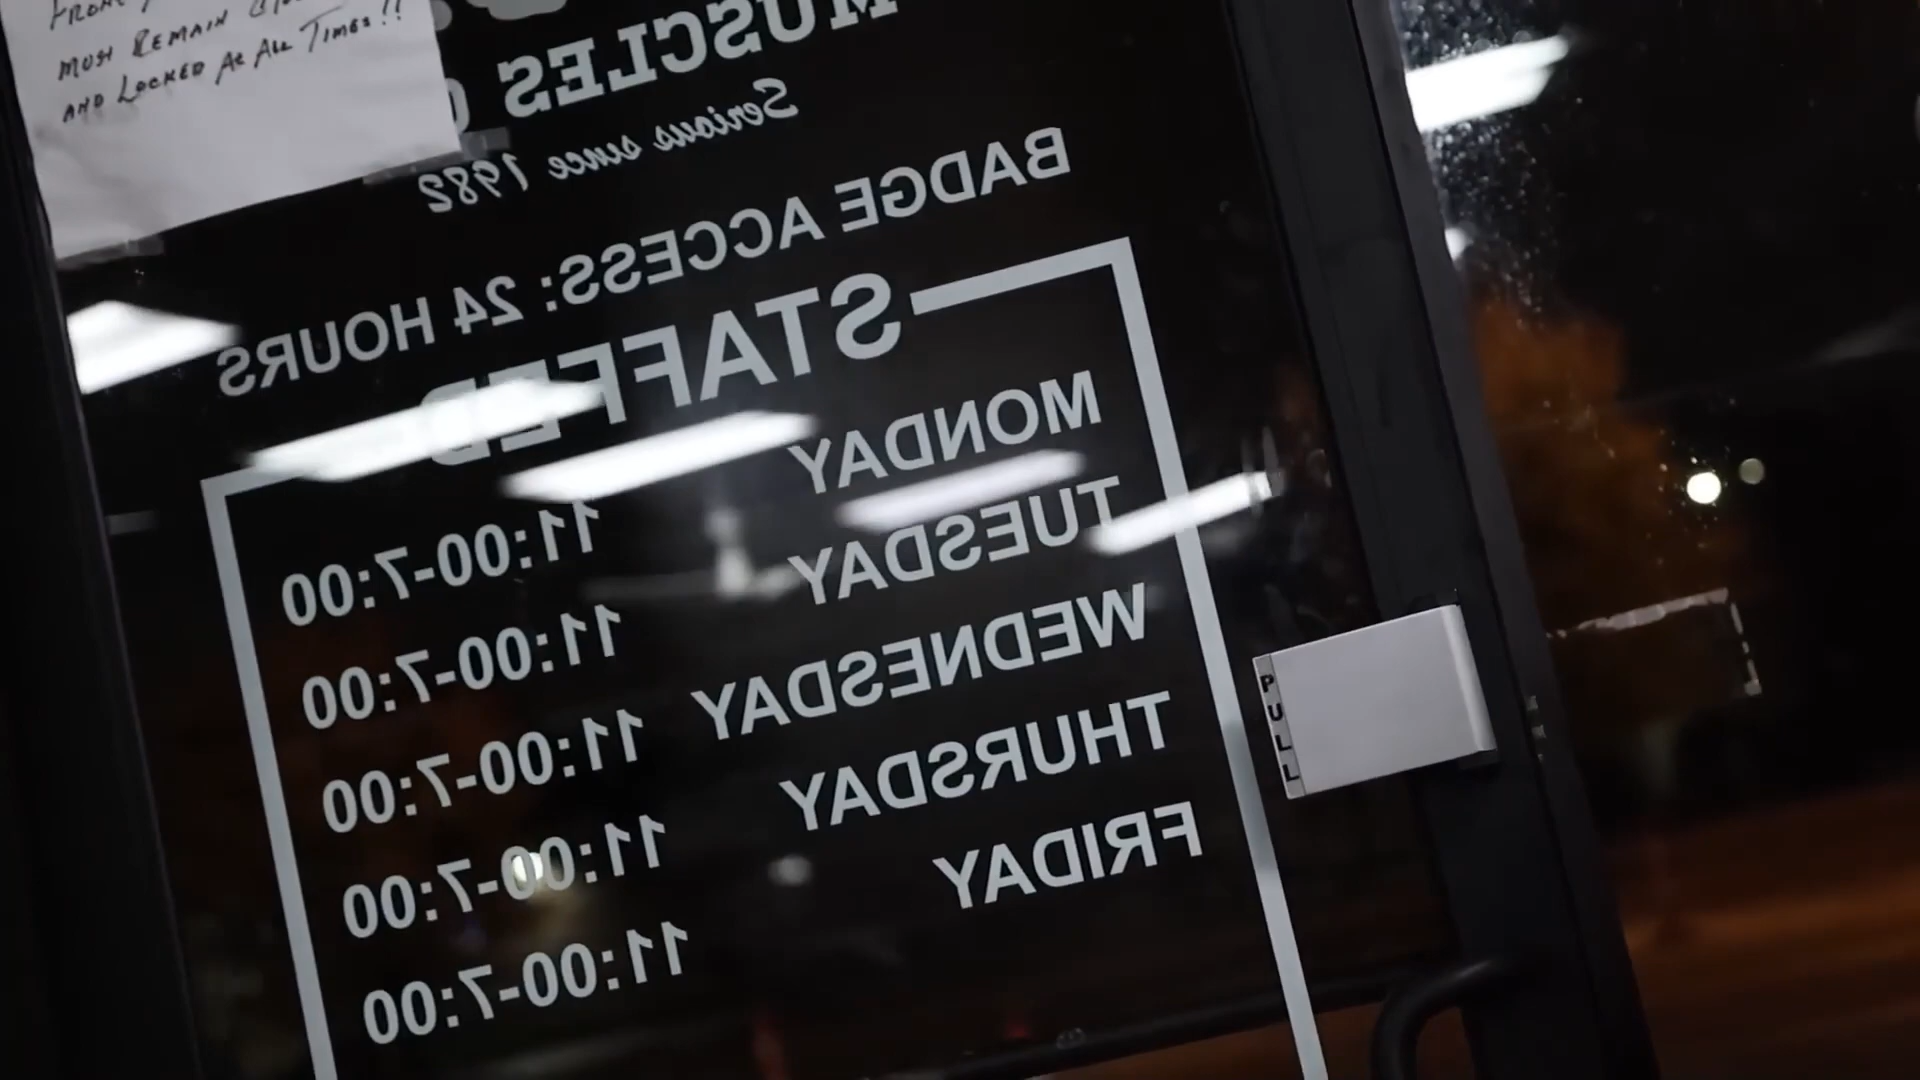 FROM
MUST REMAIN
AND LOCKED AT ALL TIMES!!
MUSCLES
Serious since 1982
BADGE ACCESS: 24 HOURS
STAFFED
MONDAY 11:00-7:00
TUESDAY 11:00-7:00
WEDNESDAY 11:00-7:00
THURSDAY 11:00-7:00
FRIDAY 11:00-7:00
PULL